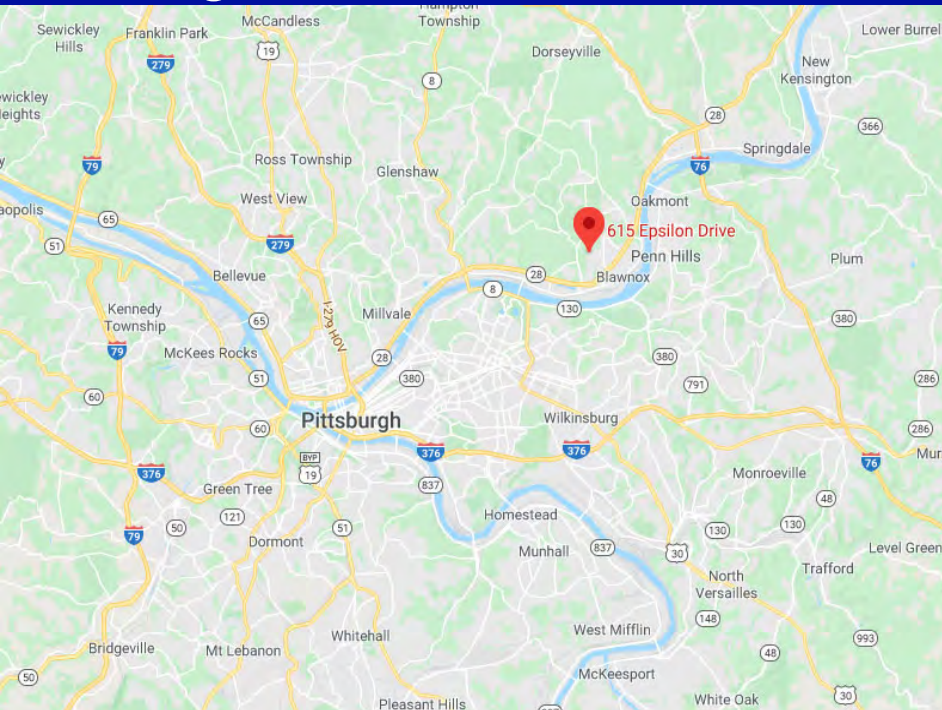 McCandless
Hampton
Township
Sewickley
Hills
Franklin Park
19
Dorseyville
Lower Burrel
279
New
Kensington
8
ewickley
eights
28
366
Springdale
79
Ross Township
76
y
Glenshaw
West View
Oakmont
aopolis
65
615 Epsilon Drive
51
279
Penn Hills
Plum
Bellevue
28
Blawnox
8
130
Kennedy
Township
Millvale
65
I-279 HOV
380
79
McKees Rocks
28
380
51
380
791
286
60
Pittsburgh
Wilkinsburg
60
286
376
376
Mur
BYP
19
76
376
Monroeville
837
Green Tree
48
121
50
51
Homestead
130
130
79
Dormont
Munhall
837
30
Level Green
Trafford
North
Versailles
148
Whitehall
West Mifflin
993
Bridgeville
Mt Lebanon
48
50
McKeesport
30
Pleasant Hills
White Oak